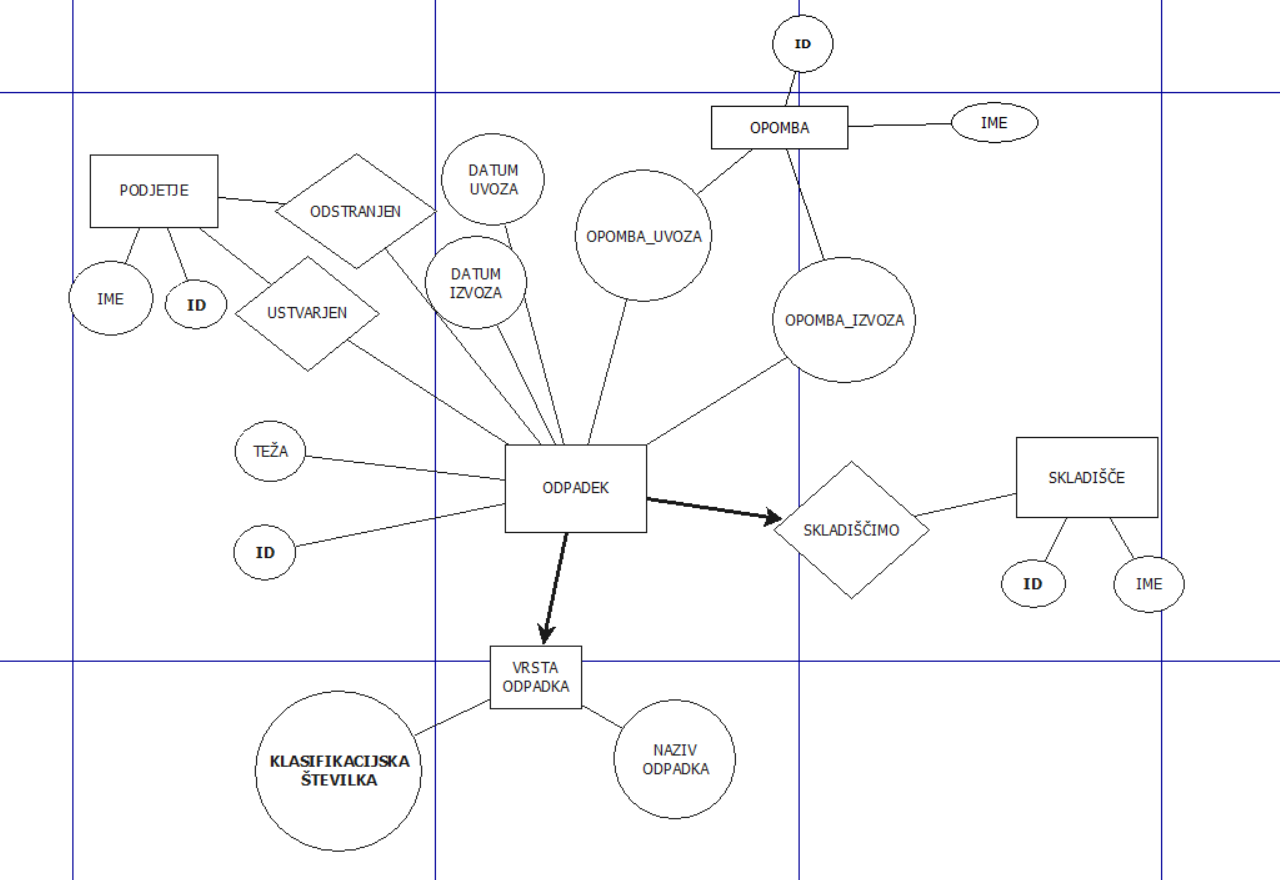 ID
OPOMBA
IME
PODJETJE
ODSTRANJEN
DATUM
UVOZA
OPOMBA_UVOZA
DATUM
IZVOZA
IME
ID
USTVARJEN
OPOMBA_IZVOZA
TEŽA
ODPADEK
SKLADIŠČE
SKLADIŠČIMO
ID
ID
IME
VRSTA
ODPADKA
KLASIFIKACIJSKA
ŠTEVILKA
NAZIV
ODPADKA